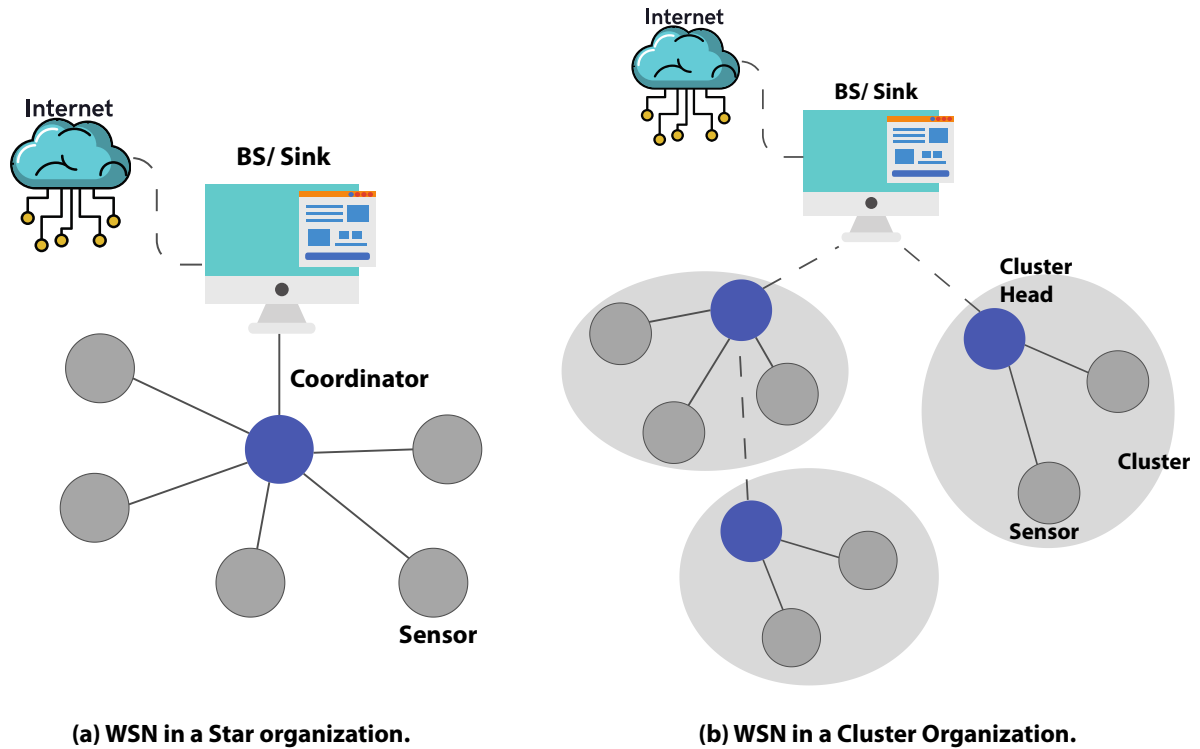 Internet
BS/ Sink
Coordinator
Sensor
(a) WSN in a Star organization.
Internet
BS/ Sink
Cluster
Head
Cluster
Sensor
(b) WSN in a Cluster Organization.